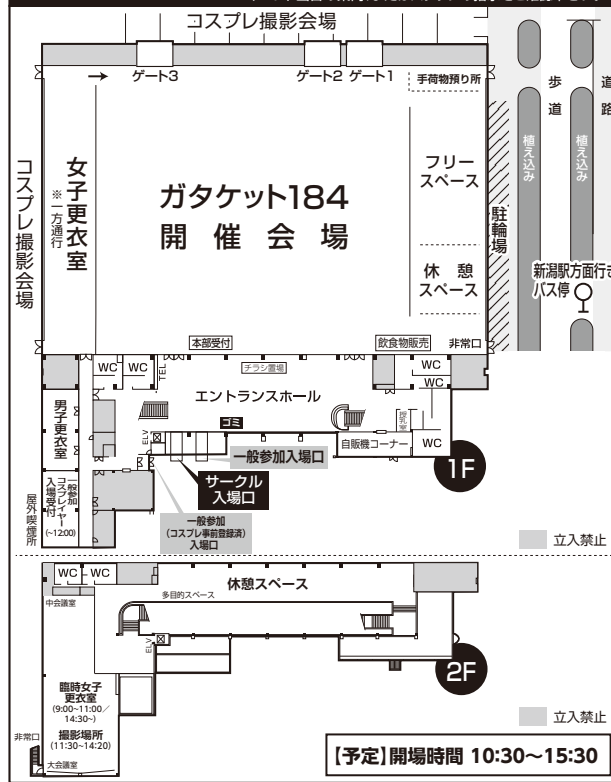 コスプレ撮影会場
ゲート3
ゲート2
ゲート1
手荷物預り所
歩道
道路
植え込み
植え込み
コスプレ撮影会場
女子更衣室
※一方通行
ガタケット184
開催会場
フリー
スペース
休憩
スペース
駐輪場
新潟駅方面行き
バス停
本部受付
飲食物販売
非常口
WC
WC
TEL
チラシ置場
WC
WC
エントランスホール
男子更衣室
ゴミ
ELV
授乳室
自販機コーナー
WC
一般参加入場口
1F
サークル
入場口
一般参加
コスプレイヤー
入場受付
(~12:00)
屋外喫煙所
一般参加
(コスプレ事前登録済)
入場口
立入禁止
WC
WC
休憩スペース
多目的スペース
中会議室
ELV
2F
臨時女子
更衣室
(9:00~11:00/
14:30~)
撮影場所
(11:30~14:20)
非常口
大会議室
立入禁止
【予定】開場時間 10:30~15:30